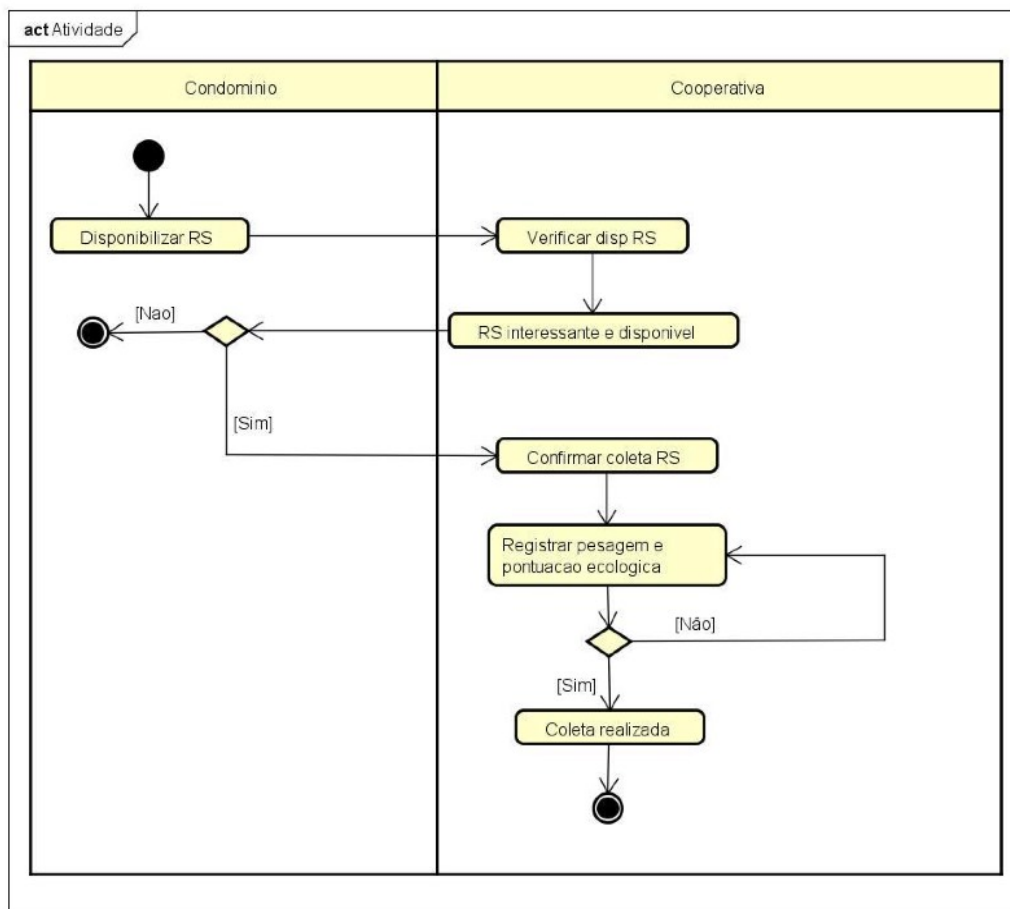 act Atividade
Condominio
Cooperativa
Disponibilizar RS
Verificar disp RS
[Nao]
RS interessante e disponivel
[Sim]
Confirmar coleta RS
Registrar pesagem e
pontuacao ecologica
[Não]
[Sim]
Coleta realizada